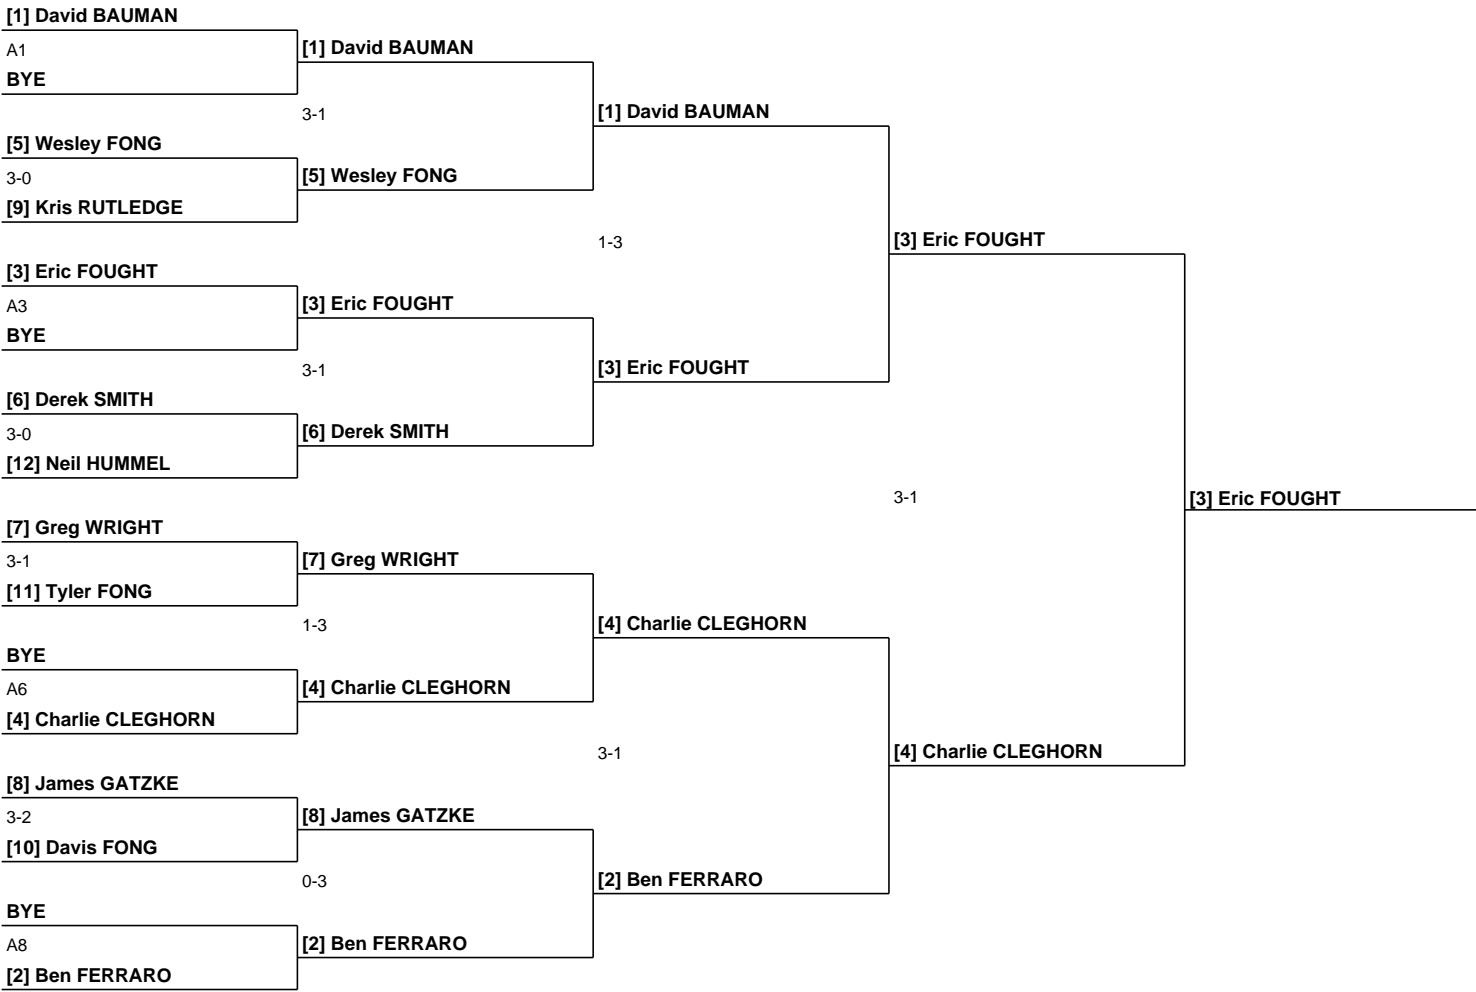 [1] David BAUMAN
A1
BYE
[5] Wesley FONG
3-0
[9] Kris RUTLEDGE
[3] Eric FOUGHT
A3
BYE
[6] Derek SMITH
3-0
[12] Neil HUMMEL
[7] Greg WRIGHT
3-1
[11] Tyler FONG
BYE
A6
[4] Charlie CLEGHORN
[8] James GATZKE
3-2
[10] Davis FONG
BYE
A8
[2] Ben FERRARO
[1] David BAUMAN
3-1
[5] Wesley FONG
[3] Eric FOUGHT
3-1
[6] Derek SMITH
[7] Greg WRIGHT
1-3
[4] Charlie CLEGHORN
[8] James GATZKE
0-3
[2] Ben FERRARO
[1] David BAUMAN
1-3
[3] Eric FOUGHT
[4] Charlie CLEGHORN
3-1
[2] Ben FERRARO
[3] Eric FOUGHT
3-1
[4] Charlie CLEGHORN
[3] Eric FOUGHT